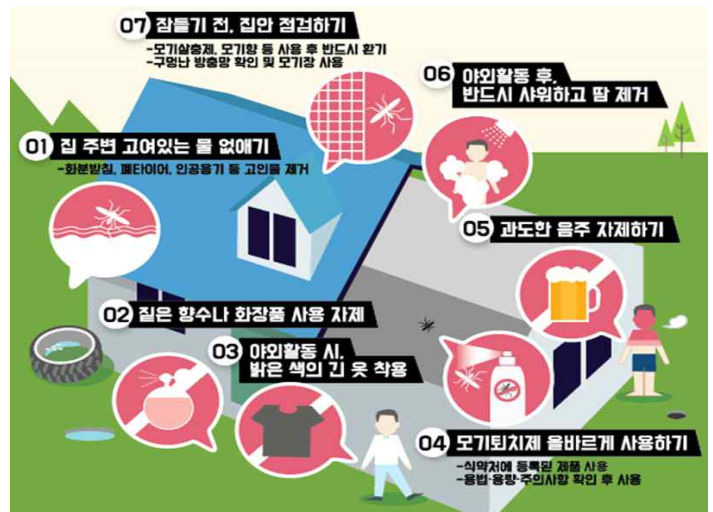 07 잠들기 전, 집안 점검하기
-모기살충제, 모기향 등 사용 후 반드시 환기
-구멍난 방충망 확인 및 모기장 사용
06 야외활동 후,
반드시 샤워하고 땀 제거
01 집 주변 고여있는 물 없애기
-화분받침, 폐타이어, 인공용기 등 고인물 제거
05 과도한 음주 자제하기
02 짙은 향수나 화장품 사용 자제
03 야외활동 시,
밝은 색의 긴 옷 착용
04 모기퇴치제 올바르게 사용하기
-식약처에 등록된 제품 사용
-용법·용량·주의사항 확인 후 사용